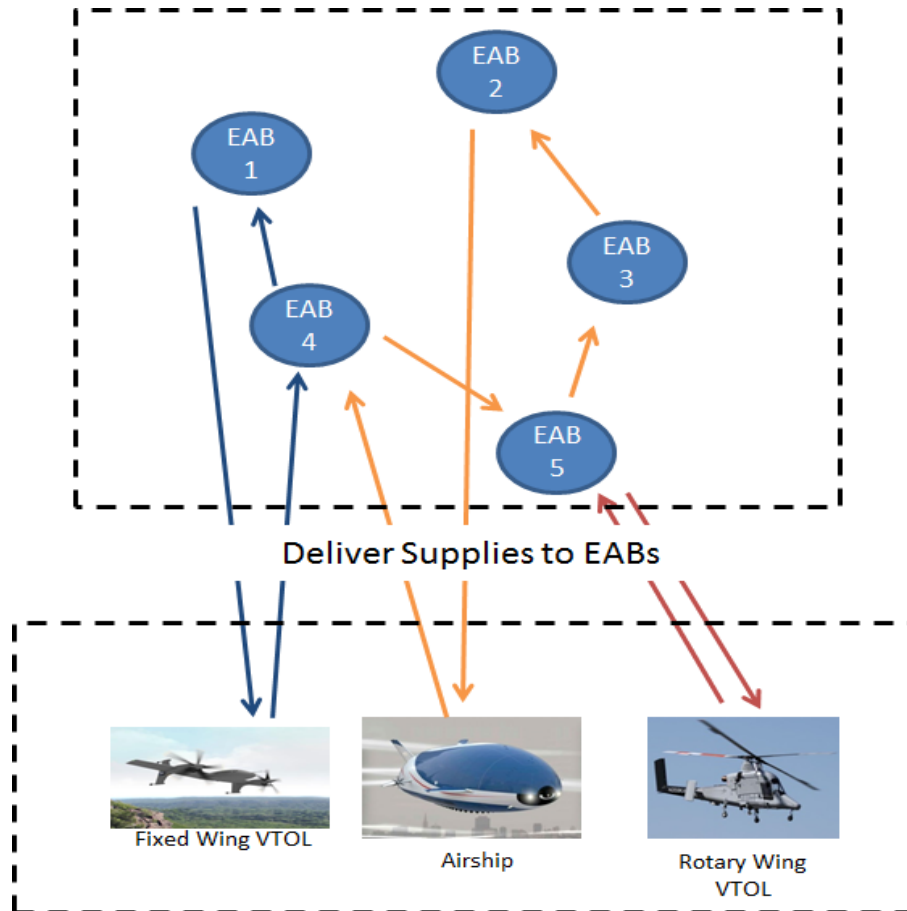 EAB
2
EAB
1
EAB
3
EAB
4
EAB
5
Deliver Supplies to EABs
Fixed Wing VTOL
Airship
Rotary Wing
VTOL